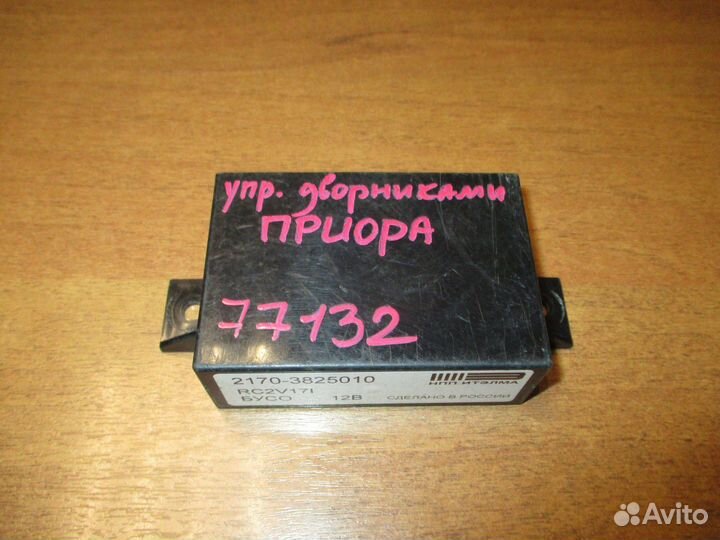 упр. дворниками
ПРИОРА
77132
2170-3825010
RC2V17I
БУСО 12В
НПП ИТЭЛМА
СДЕЛАНО В РОССИИ
Avito